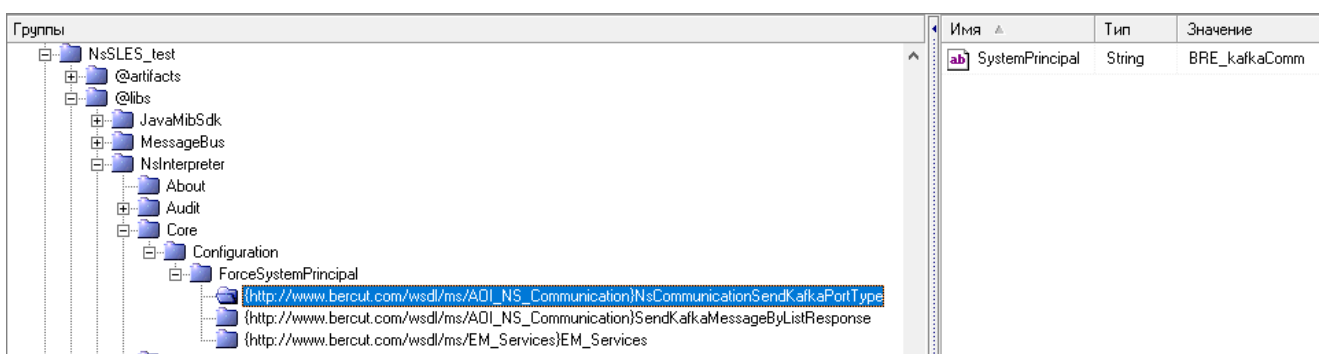 Группы
NsSLES_test
@artifacts
@libs
JavaMibSdk
MessageBus
NsInterpreter
About
Audit
Core
Configuration
ForceSystemPrincipal
{http://www.bercut.com/wsdl/ms/AOI_NS_Communication}NsCommunicationSendKafkaPortType
{http://www.bercut.com/wsdl/ms/AOI_NS_Communication}SendKafkaMessageByListResponse
{http://www.bercut.com/wsdl/ms/EM_Services}EM_Services
Имя Тип Значение
ab SystemPrincipal String BRE_kafkaComm